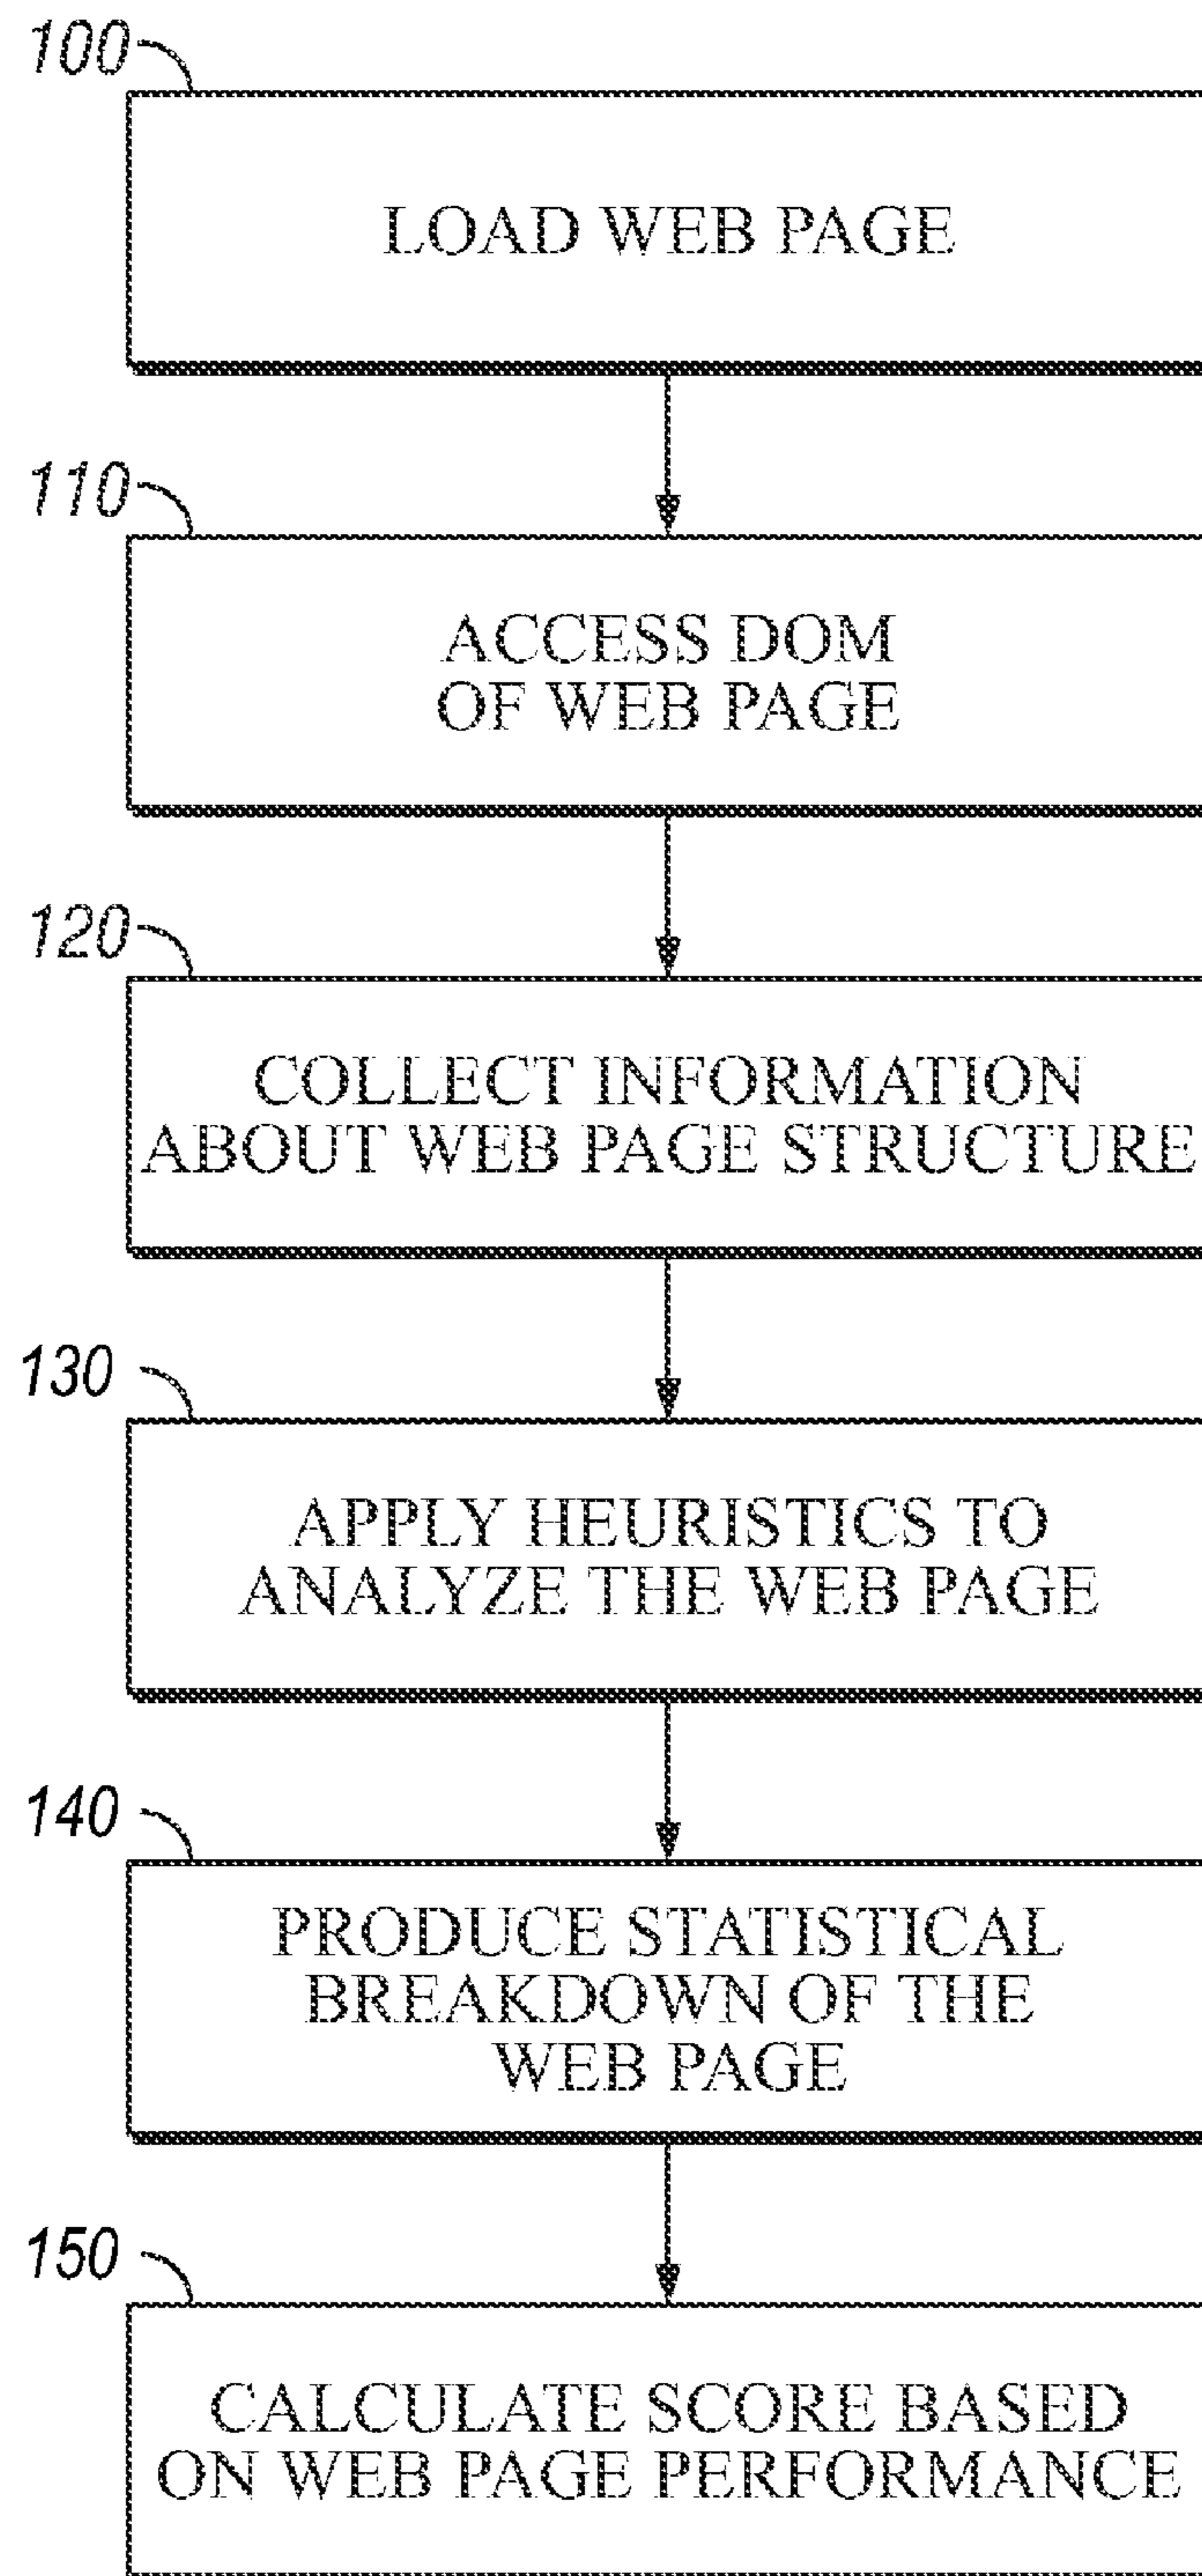 100
LOAD WEB PAGE
110
ACCESS DOM
OF WEB PAGE
120
COLLECT INFORMATION
ABOUT WEB PAGE STRUCTURE
130
APPLY HEURISTICS TO
ANALYZE THE WEB PAGE
140
PRODUCE STATISTICAL
BREAKDOWN OF THE
WEB PAGE
150
CALCULATE SCORE BASED
ON WEB PAGE PERFORMANCE